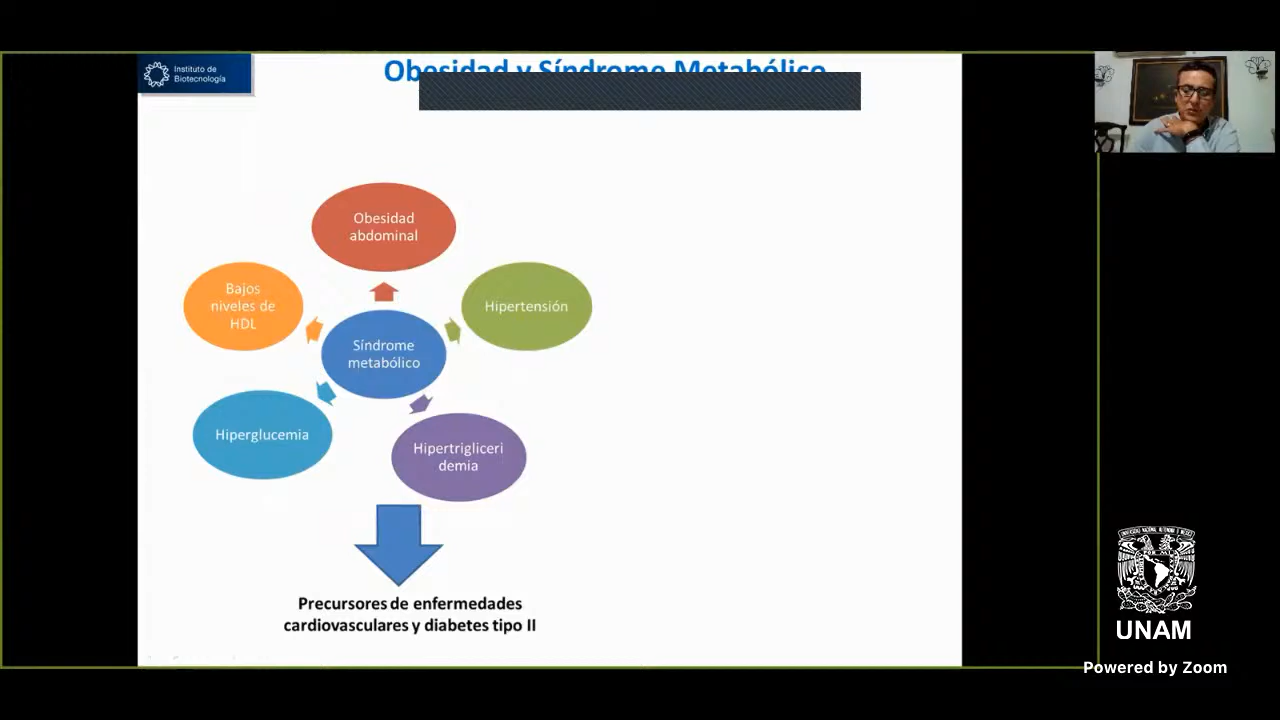 Instituto de
Biotecnología
Obesidad y Síndrome Metabólico
Obesidad
abdominal
Bajos
niveles de
HDL
Hipertensión
Síndrome
metabólico
Hiperglucemia
Hipertrigliceri
demia
Precursores de enfermedades
cardiovasculares y diabetes tipo II
UNAM
Powered by Zoom